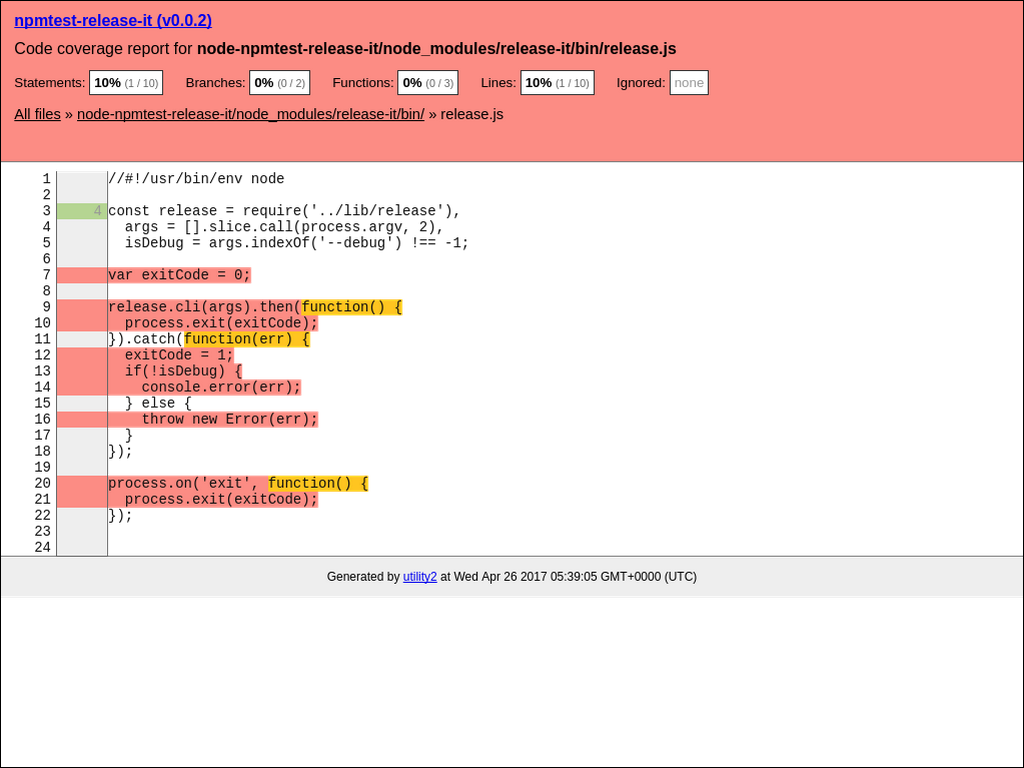 npmtest-release-it (v0.0.2)
Code coverage report for node-npmtest-release-it/node_modules/release-it/bin/release.js
Statements: 10% (1 / 10) Branches: 0% (0 / 2) Functions: 0% (0 / 3) Lines: 10% (1 / 10) Ignored: none
All files » node-npmtest-release-it/node_modules/release-it/bin/ » release.js
1 //#!/usr/bin/env node
2
3 4 const release = require('../lib/release'),
4   args = [].slice.call(process.argv, 2),
5   isDebug = args.indexOf('--debug') !== -1;
6
7 var exitCode = 0;
8
9 release.cli(args).then(function() {
10   process.exit(exitCode);
11 }).catch(function(err) {
12   exitCode = 1;
13   if(!isDebug) {
14     console.error(err);
15   } else {
16     throw new Error(err);
17   }
18 });
19
20 process.on('exit', function() {
21   process.exit(exitCode);
22 });
23
24
Generated by utility2 at Wed Apr 26 2017 05:39:05 GMT+0000 (UTC)